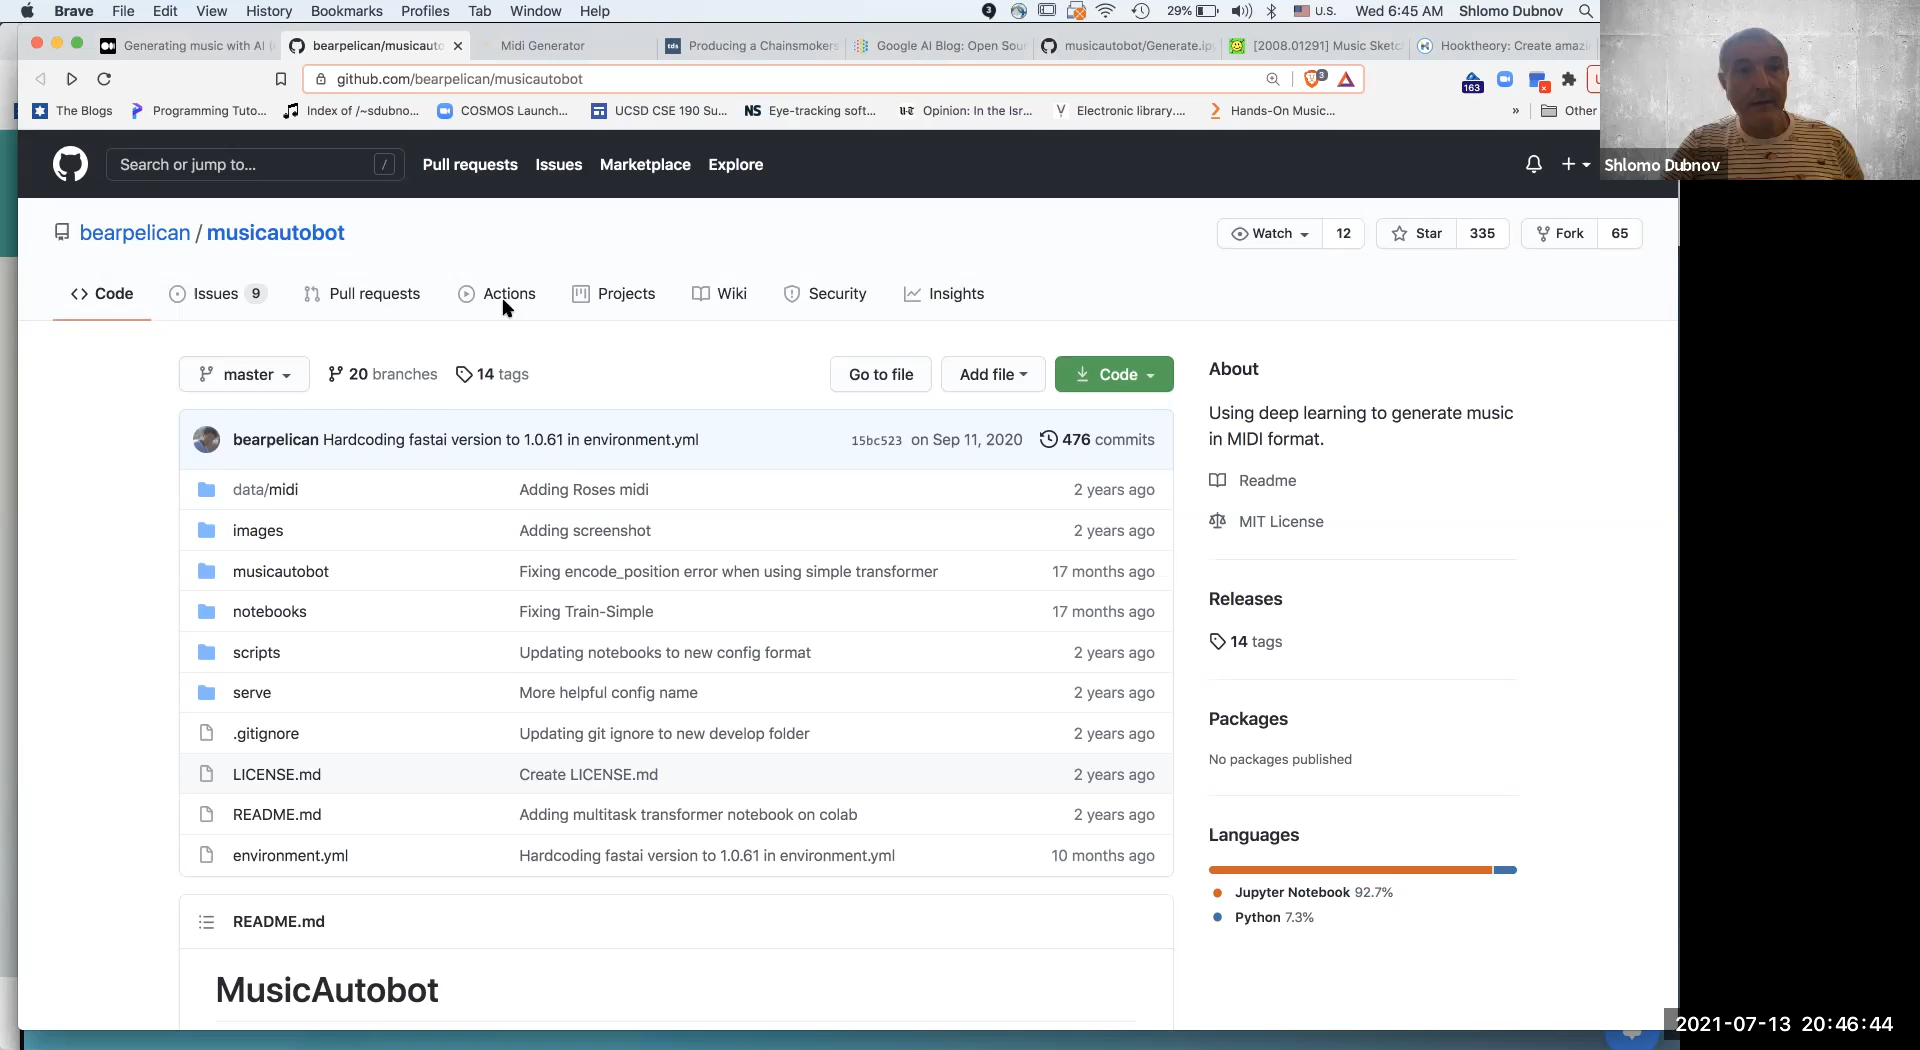 Brave File Edit View History Bookmarks Profiles Tab Window Help 3 29% U.S. Wed 6:45 AM Shlomo Dubnov
Generating music with AI bearpelican/musicauto Midi Generator tds Producing a Chainsmokers Google AI Blog: Open Sour musicautobot/Generate.ip [2008.01291] Music Sketc Hooktheory: Create amazi
github.com/bearpelican/musicautobot 3 163
The Blogs Programming Tuto... Index of /~sdubno... COSMOS Launch... UCSD CSE 190 Su... NS Eye-tracking soft... Opinion: In the Isr... V Electronic library.... Hands-On Music... » Other
Search or jump to... / Pull requests Issues Marketplace Explore
Shlomo Dubnov
bearpelican / musicautobot Watch 12 Star 335 Fork 65
Code Issues 9 Pull requests Actions Projects Wiki Security Insights
master 20 branches 14 tags Go to file Add file Code
About
Using deep learning to generate music
in MIDI format.
Readme
MIT License
Releases
14 tags
Packages
No packages published
Languages
Jupyter Notebook 92.7%
Python 7.3%
bearpelican Hardcoding fastai version to 1.0.61 in environment.yml 15bc523 on Sep 11, 2020 476 commits
data/midi Adding Roses midi 2 years ago
images Adding screenshot 2 years ago
musicautobot Fixing encode_position error when using simple transformer 17 months ago
notebooks Fixing Train-Simple 17 months ago
scripts Updating notebooks to new config format 2 years ago
serve More helpful config name 2 years ago
.gitignore Updating git ignore to new develop folder 2 years ago
LICENSE.md Create LICENSE.md 2 years ago
README.md Adding multitask transformer notebook on colab 2 years ago
environment.yml Hardcoding fastai version to 1.0.61 in environment.yml 10 months ago
README.md
MusicAutobot
2021-07-13 20:46:44